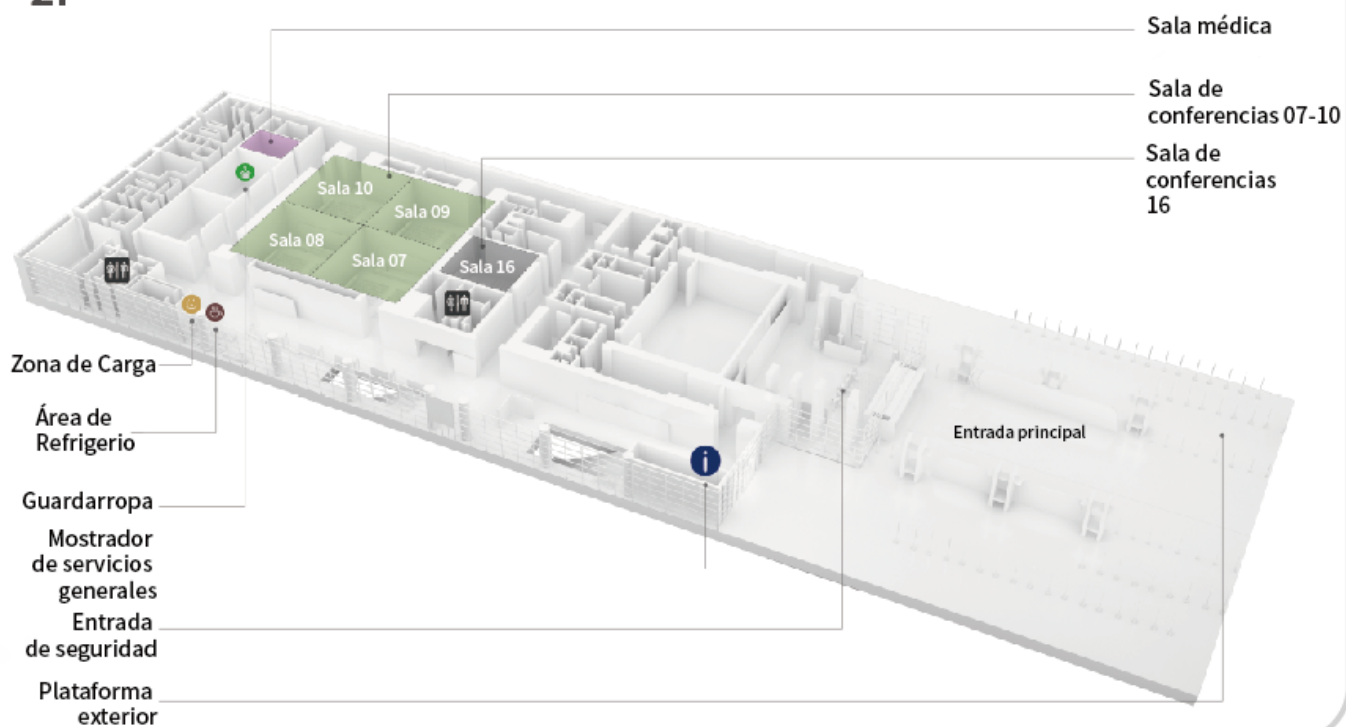 Sala médica
Sala de
conferencias 07-10
Sala de
conferencias
16
Sala 10
Sala 09
Sala 08
Sala 07
Sala 16
Entrada principal
Zona de Carga
Área de
Refrigerio
Guardarropa
Mostrador
de servicios
generales
Entrada
de seguridad
Plataforma
exterior